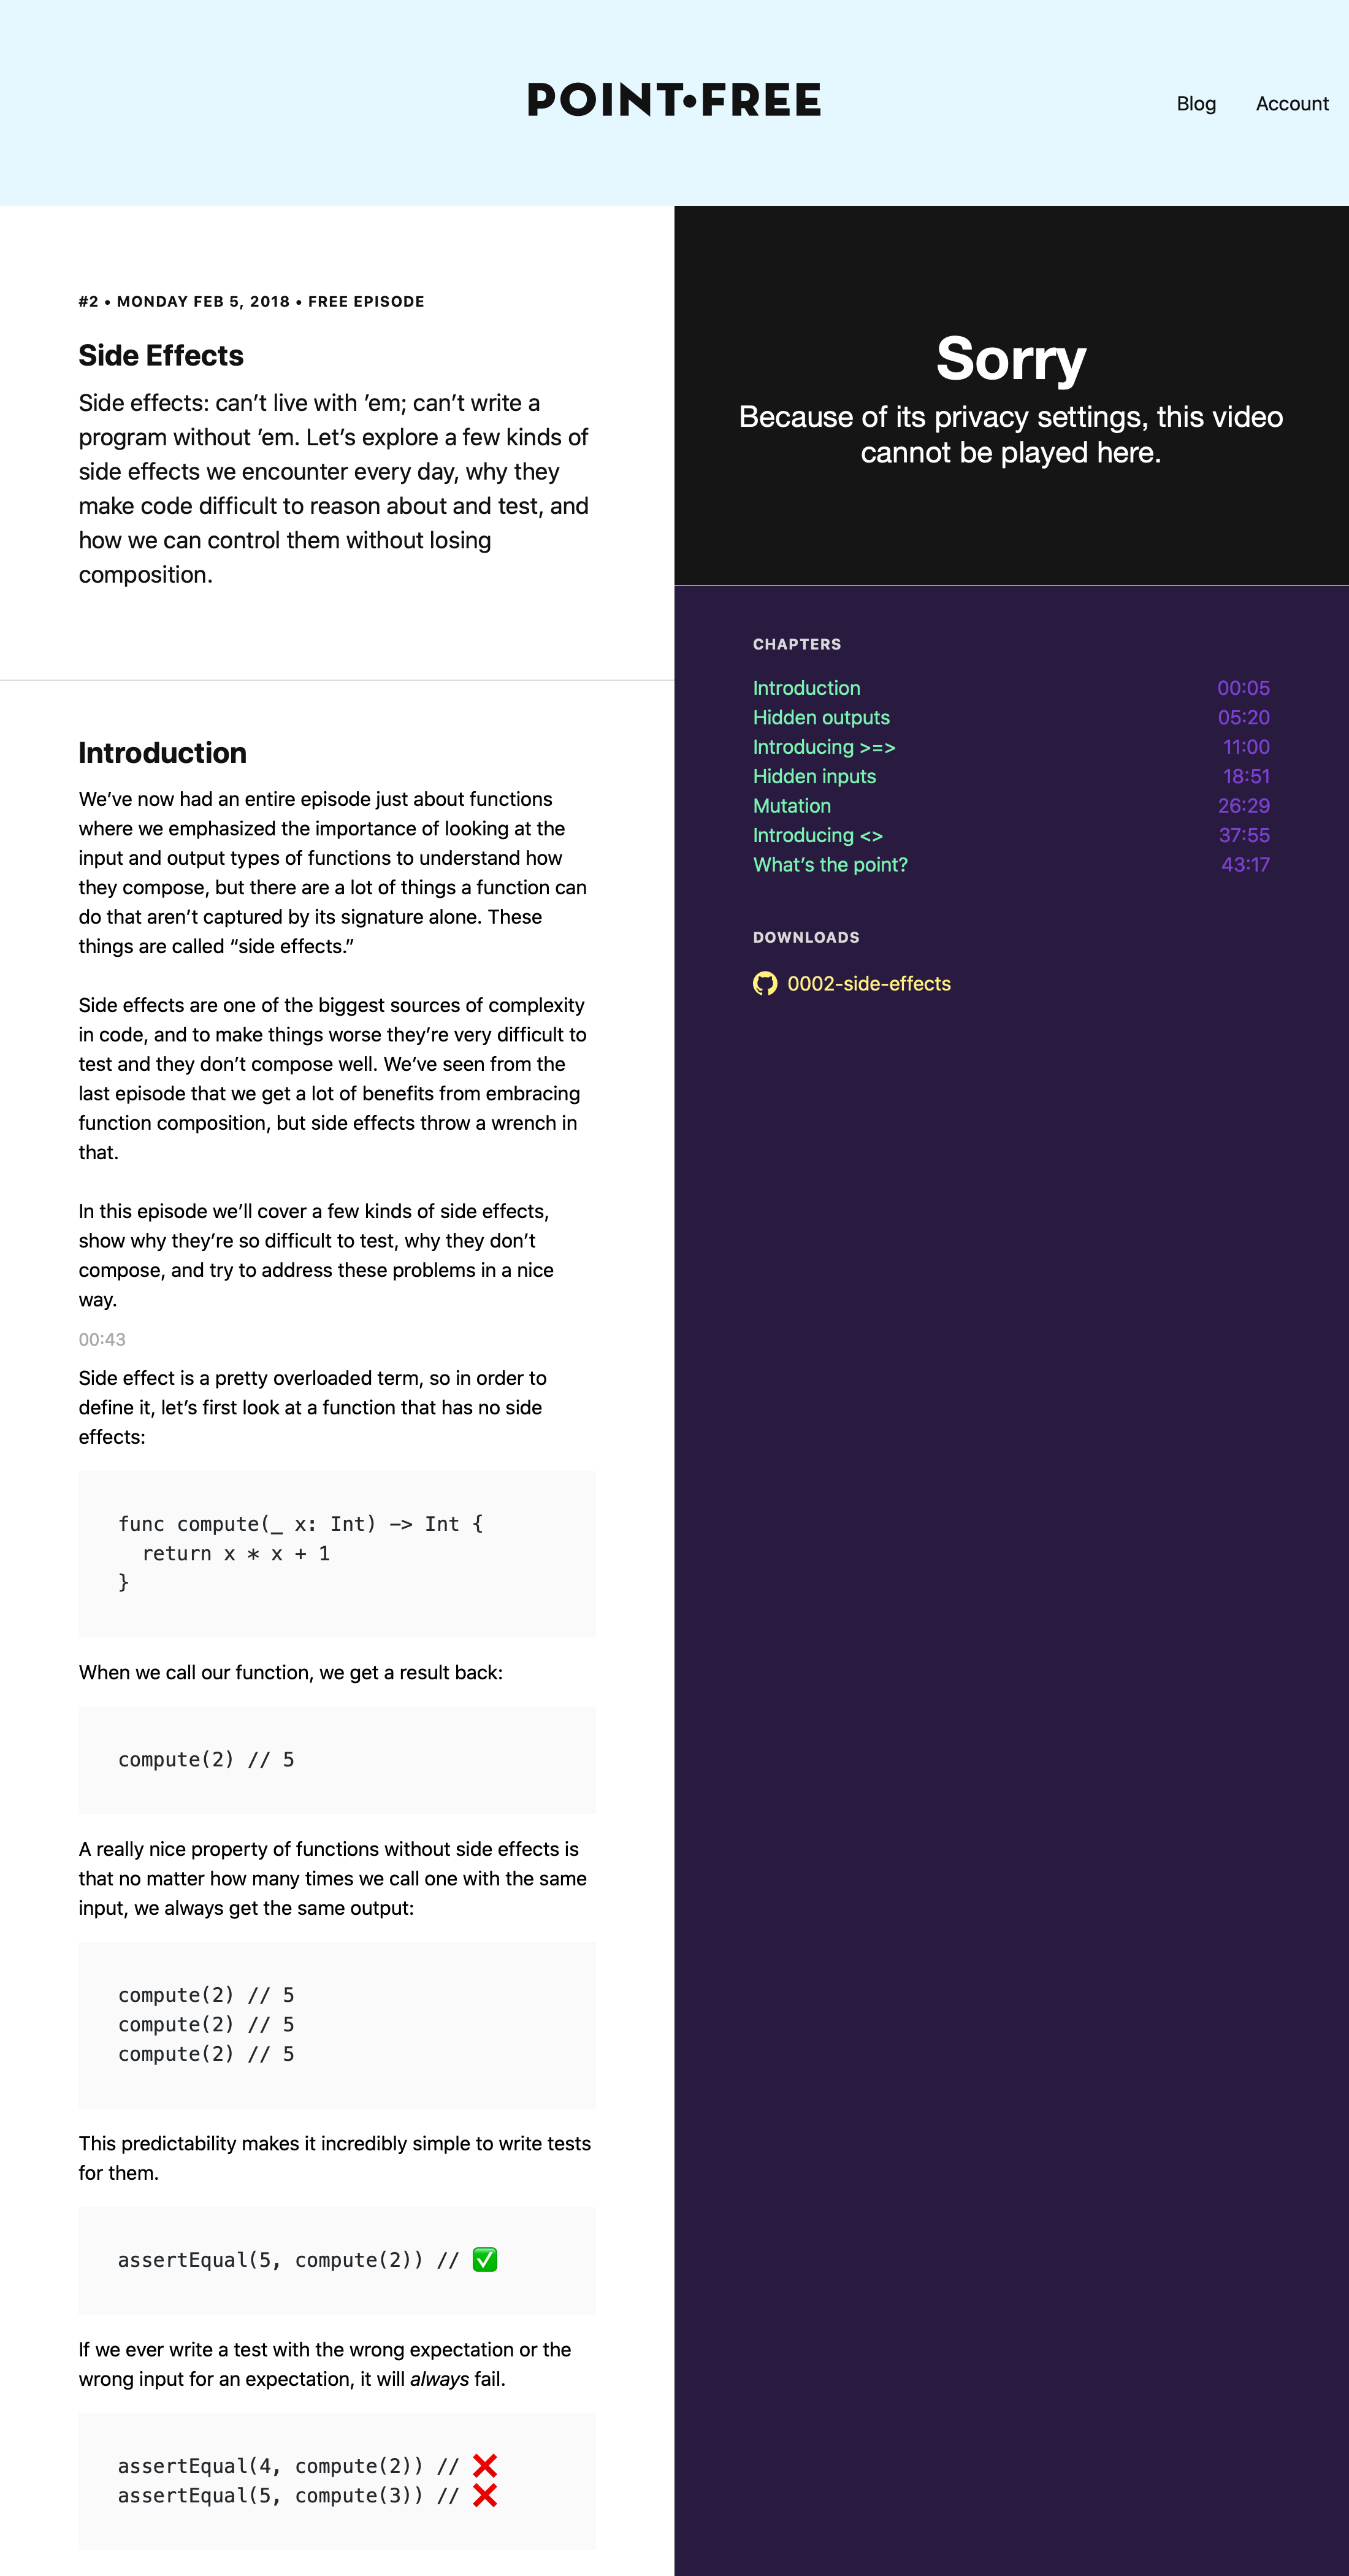 POINT•FREE
Blog
Account
#2 • MONDAY FEB 5, 2018 • FREE EPISODE
Side Effects
Side effects: can’t live with ’em; can’t write a
program without ’em. Let’s explore a few kinds of
side effects we encounter every day, why they
make code difficult to reason about and test, and
how we can control them without losing
composition.
Introduction
We’ve now had an entire episode just about functions
where we emphasized the importance of looking at the
input and output types of functions to understand how
they compose, but there are a lot of things a function can
do that aren’t captured by its signature alone. These
things are called “side effects.”
Side effects are one of the biggest sources of complexity
in code, and to make things worse they’re very difficult to
test and they don’t compose well. We’ve seen from the
last episode that we get a lot of benefits from embracing
function composition, but side effects throw a wrench in
that.
In this episode we’ll cover a few kinds of side effects,
show why they’re so difficult to test, why they don’t
compose, and try to address these problems in a nice
way.
00:43
Side effect is a pretty overloaded term, so in order to
define it, let’s first look at a function that has no side
effects:
func compute(_ x: Int) -> Int {
  return x * x + 1
}
When we call our function, we get a result back:
compute(2) // 5
A really nice property of functions without side effects is
that no matter how many times we call one with the same
input, we always get the same output:
compute(2) // 5
compute(2) // 5
compute(2) // 5
This predictability makes it incredibly simple to write tests
for them.
assertEqual(5, compute(2)) // ✅
If we ever write a test with the wrong expectation or the
wrong input for an expectation, it will always fail.
assertEqual(4, compute(2)) // ❌
assertEqual(5, compute(3)) // ❌
Sorry
Because of its privacy settings, this video
cannot be played here.
CHAPTERS
Introduction 00:05
Hidden outputs 05:20
Introducing >=> 11:00
Hidden inputs 18:51
Mutation 26:29
Introducing <> 37:55
What’s the point? 43:17
DOWNLOADS
0002-side-effects